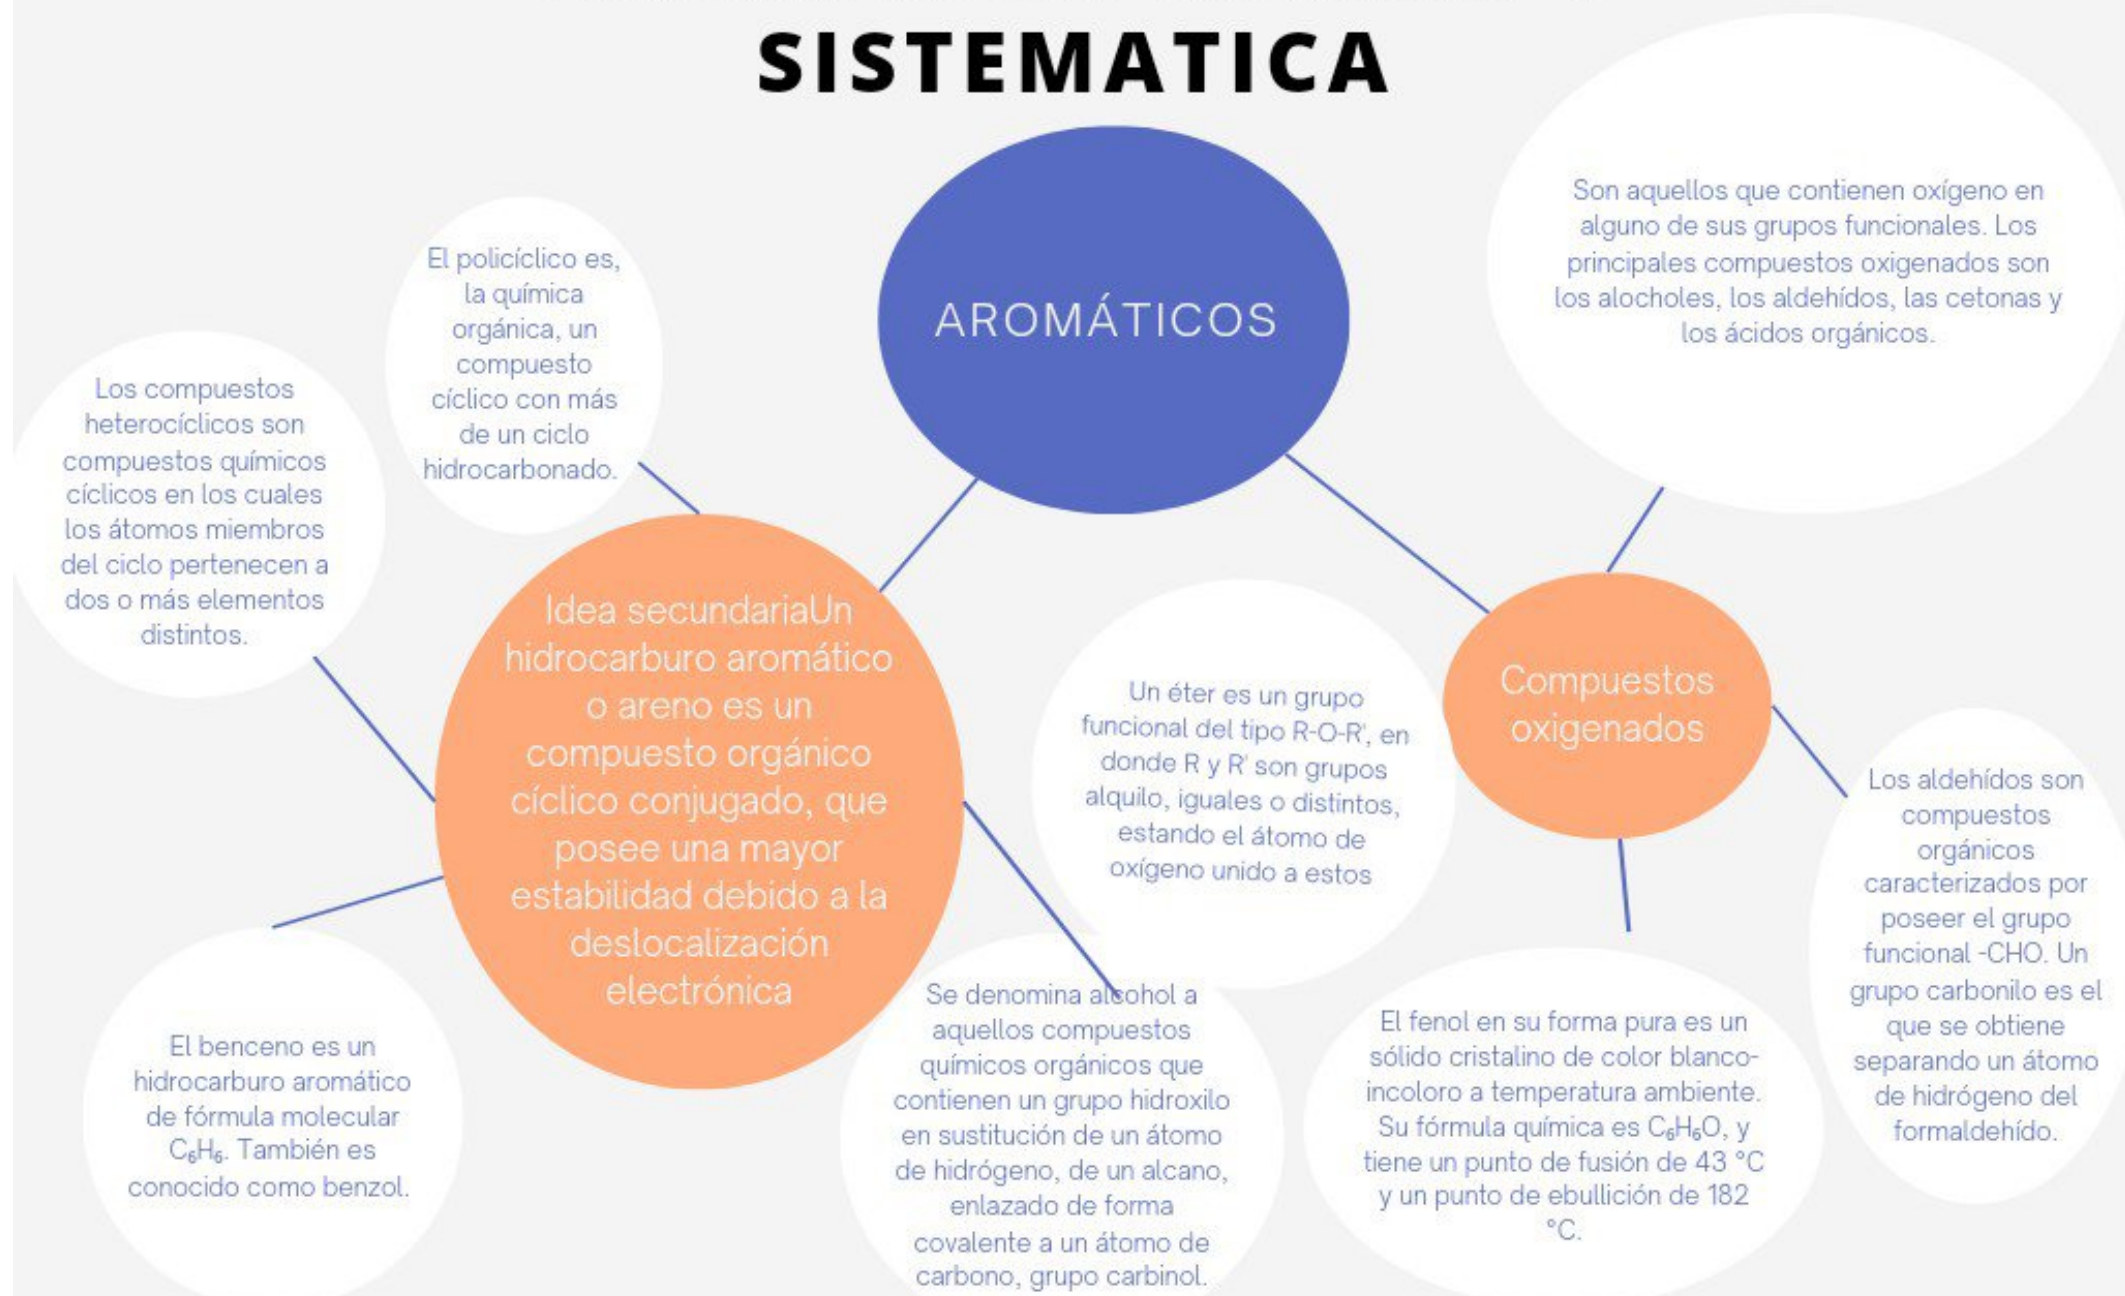 SISTEMATICA
AROMÁTICOS
Son aquellos que contienen oxígeno en
alguno de sus grupos funcionales. Los
principales compuestos oxigenados son
los alocholes, los aldehídos, las cetonas y
los ácidos orgánicos.
El policíclico es,
la química
orgánica, un
compuesto
cíclico con más
de un ciclo
hidrocarbonado.
Los compuestos
heterocíclicos son
compuestos químicos
cíclicos en los cuales
los átomos miembros
del ciclo pertenecen a
dos o más elementos
distintos.
Idea secundariaUn
hidrocarburo aromático
o areno es un
compuesto orgánico
cíclico conjugado, que
posee una mayor
estabilidad debido a la
deslocalización
electrónica
Compuestos
oxigenados
Un éter es un grupo
funcional del tipo R-O-R', en
donde R y R' son grupos
alquilo, iguales o distintos,
estando el átomo de
oxígeno unido a estos
Los aldehídos son
compuestos
orgánicos
caracterizados por
poseer el grupo
funcional -CHO. Un
grupo carbonilo es el
que se obtiene
separando un átomo
de hidrógeno del
formaldehído.
El benceno es un
hidrocarburo aromático
de fórmula molecular
C₆H₆. También es
conocido como benzol.
Se denomina alcohol a
aquellos compuestos
químicos orgánicos que
contienen un grupo hidroxilo
en sustitución de un átomo
de hidrógeno, de un alcano,
enlazado de forma
covalente a un átomo de
carbono, grupo carbinol.
El fenol en su forma pura es un
sólido cristalino de color blanco-
incoloro a temperatura ambiente.
Su fórmula química es C₆H₆O, y
tiene un punto de fusión de 43 °C
y un punto de ebullición de 182
°C.